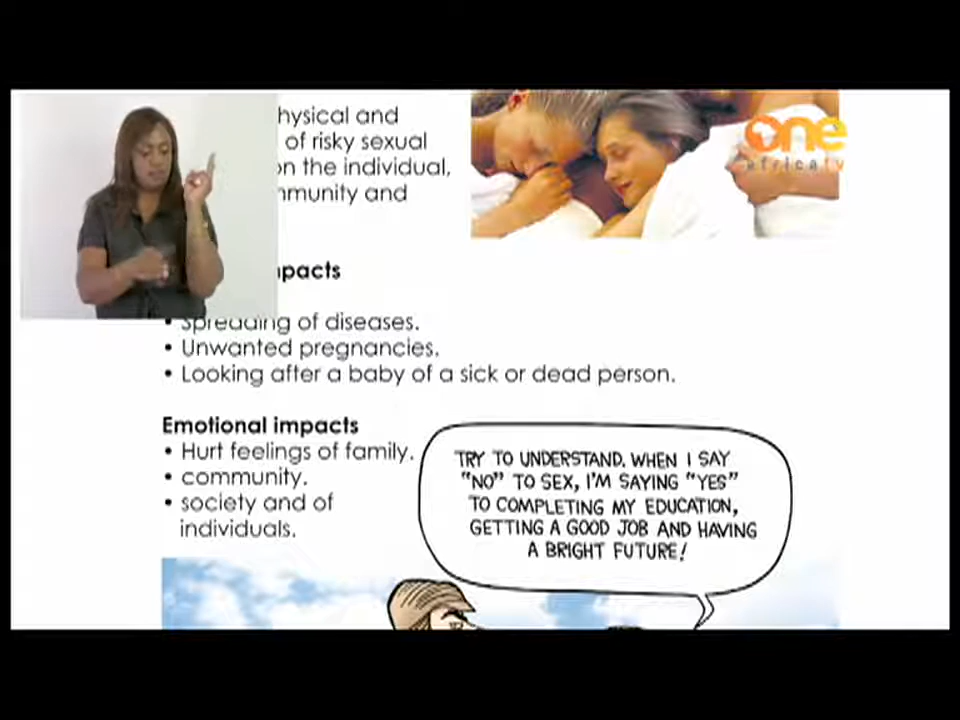 hysical and
of risky sexual
on the individual,
mmunity and
one
africa tv
mpacts
• Spreading of diseases.
• Unwanted pregnancies.
• Looking after a baby of a sick or dead person.
Emotional impacts
• Hurt feelings of family.
• community.
• society and of
individuals.
TRY TO UNDERSTAND. WHEN I SAY
"NO" TO SEX, I'M SAYING "YES"
TO COMPLETING MY EDUCATION,
GETTING A GOOD JOB AND HAVING
A BRIGHT FUTURE!